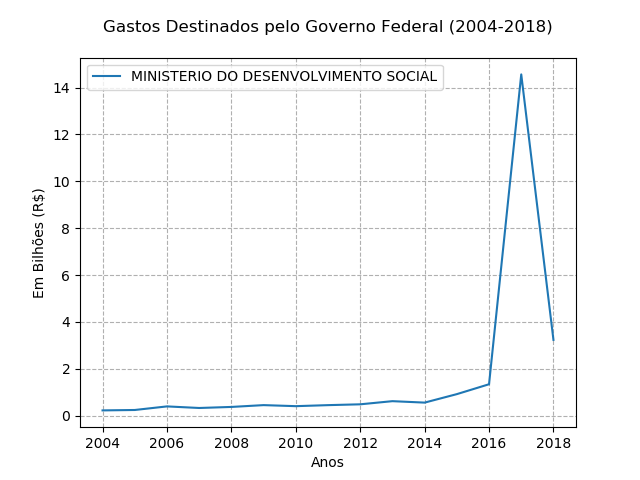 Gastos Destinados pelo Governo Federal (2004-2018)
MINISTERIO DO DESENVOLVIMENTO SOCIAL
14
12
10
8
6
4
2
0
Em Bilhões (R$)
2004 2006 2008 2010 2012 2014 2016 2018
Anos